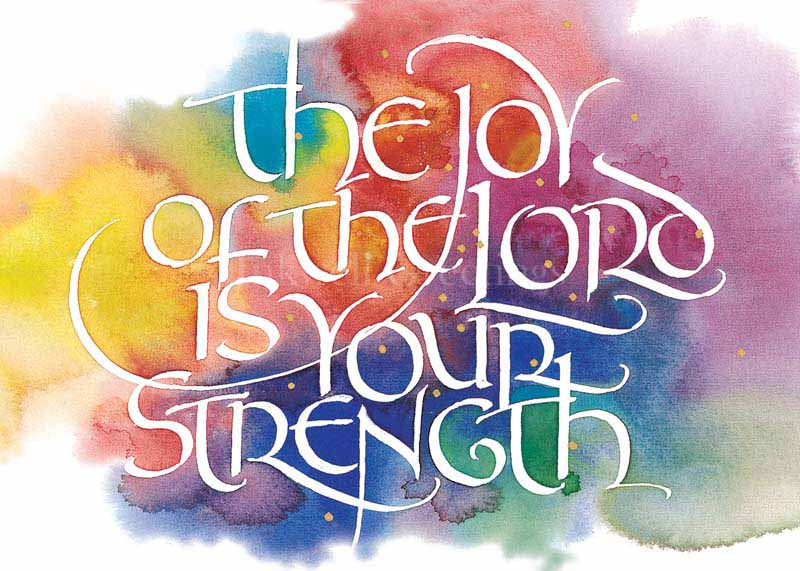 the JOY
OF the LORD
IS YOUR
STRENGTH